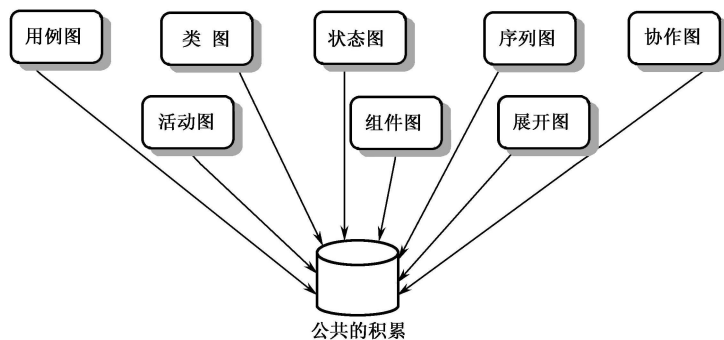 用例图
类 图
状态图
序列图
协作图
活动图
组件图
展开图
公共的积累